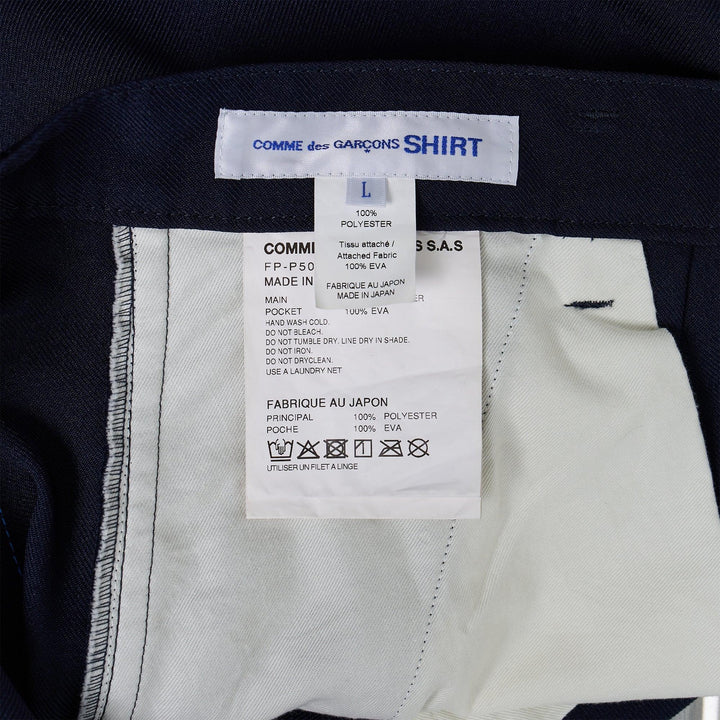 COMME des GARÇONS SHIRT
L
100%
POLYESTER
Tissu attaché /
Attached Fabric
100% EVA
FABRIQUE AU JAPON
MADE IN JAPAN
COMM S S.A.S
FP-P50
MADE IN
MAIN ER
POCKET 100% EVA
HAND WASH COLD.
DO NOT BLEACH.
DO NOT TUMBLE DRY. LINE DRY IN SHADE.
DO NOT IRON.
DO NOT DRYCLEAN.
USE A LAUNDRY NET
FABRIQUE AU JAPON
PRINCIPAL 100% POLYESTER
POCHE 100% EVA
UTILISER UN FILET A LINGE